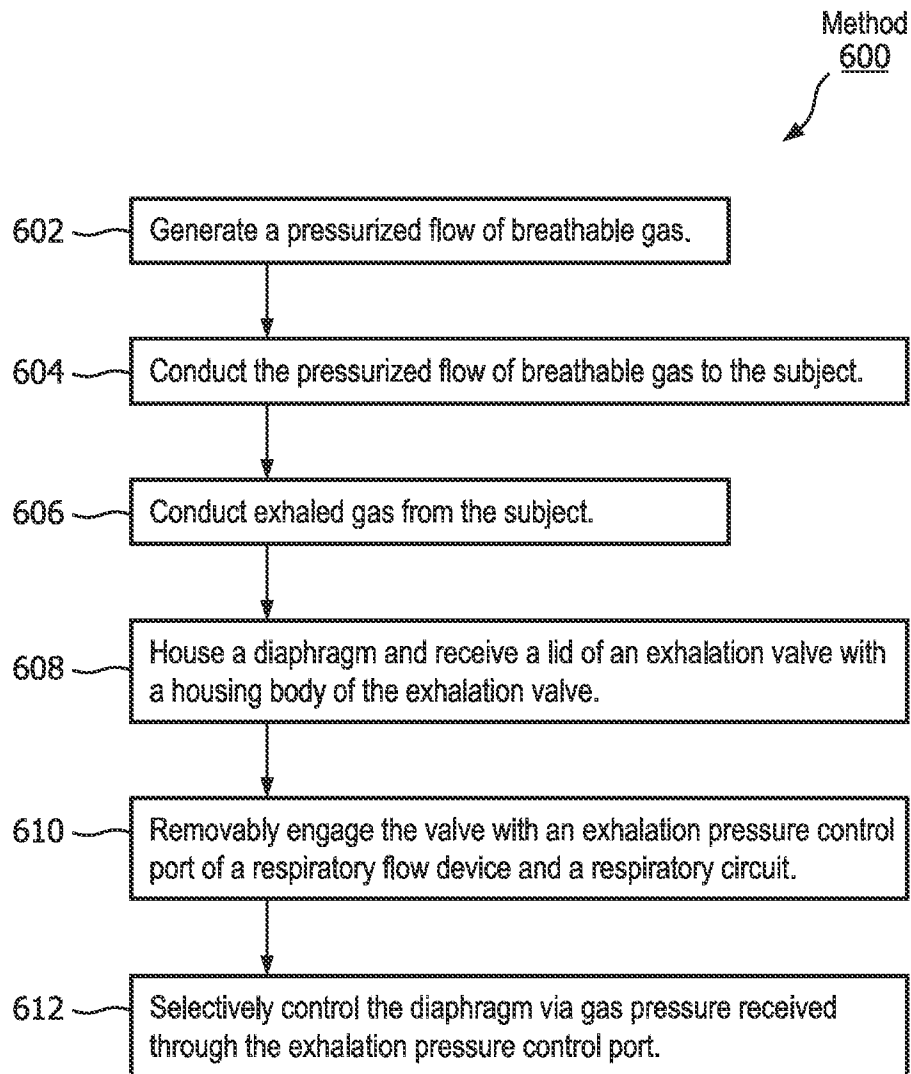 Method
600
602
Generate a pressurized flow of breathable gas.
604
Conduct the pressurized flow of breathable gas to the subject.
606
Conduct exhaled gas from the subject.
608
House a diaphragm and receive a lid of an exhalation valve with
a housing body of the exhalation valve.
610
Removably engage the valve with an exhalation pressure control
port of a respiratory flow device and a respiratory circuit.
612
Selectively control the diaphragm via gas pressure received
through the exhalation pressure control port.